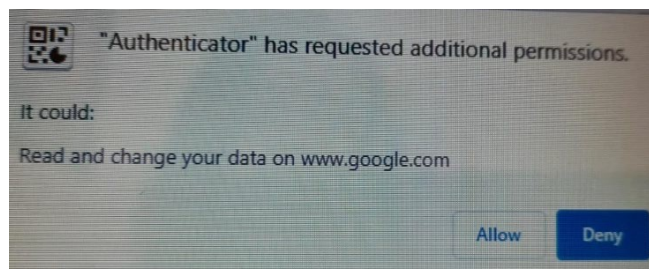 "Authenticator" has requested additional permissions.
It could:
Read and change your data on www.google.com
Allow
Deny